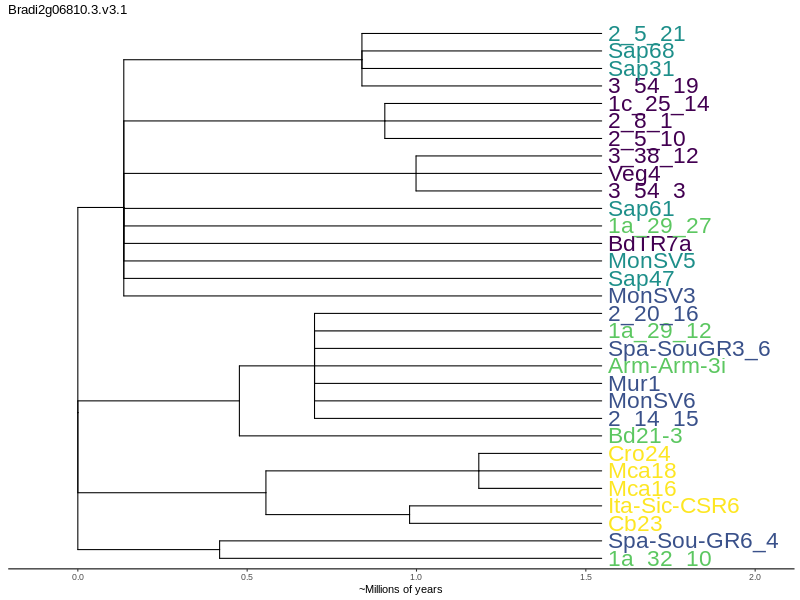 Bradi2g06810.3.v3.1
2_5_21
Sap68
Sap31
3_54_19
1c_25_14
2_8_1
2_5_10
3_38_12
Veg4
3_54_3
Sap61
1a_29_27
BdTR7a
MonSV5
Sap47
MonSV3
2_20_16
1a_29_12
Spa-SouGR3_6
Arm-Arm-3i
Mur1
MonSV6
2_14_15
Bd21-3
Cro24
Mca18
Mca16
Ita-Sic-CSR6
Cb23
Spa-Sou-GR6_4
1a_32_10
0.0 0.5 1.0 1.5 2.0
~Millions of years